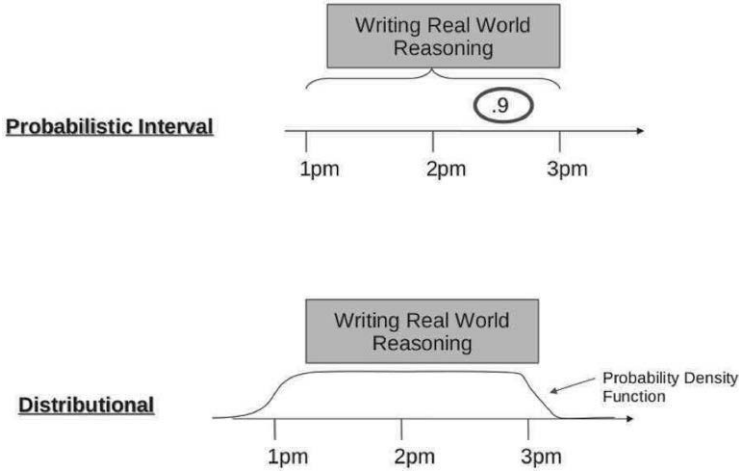 Writing Real World
Reasoning
.9
Probabilistic Interval
1pm 2pm 3pm
Writing Real World
Reasoning
Probability Density
Function
Distributional
1pm 2pm 3pm